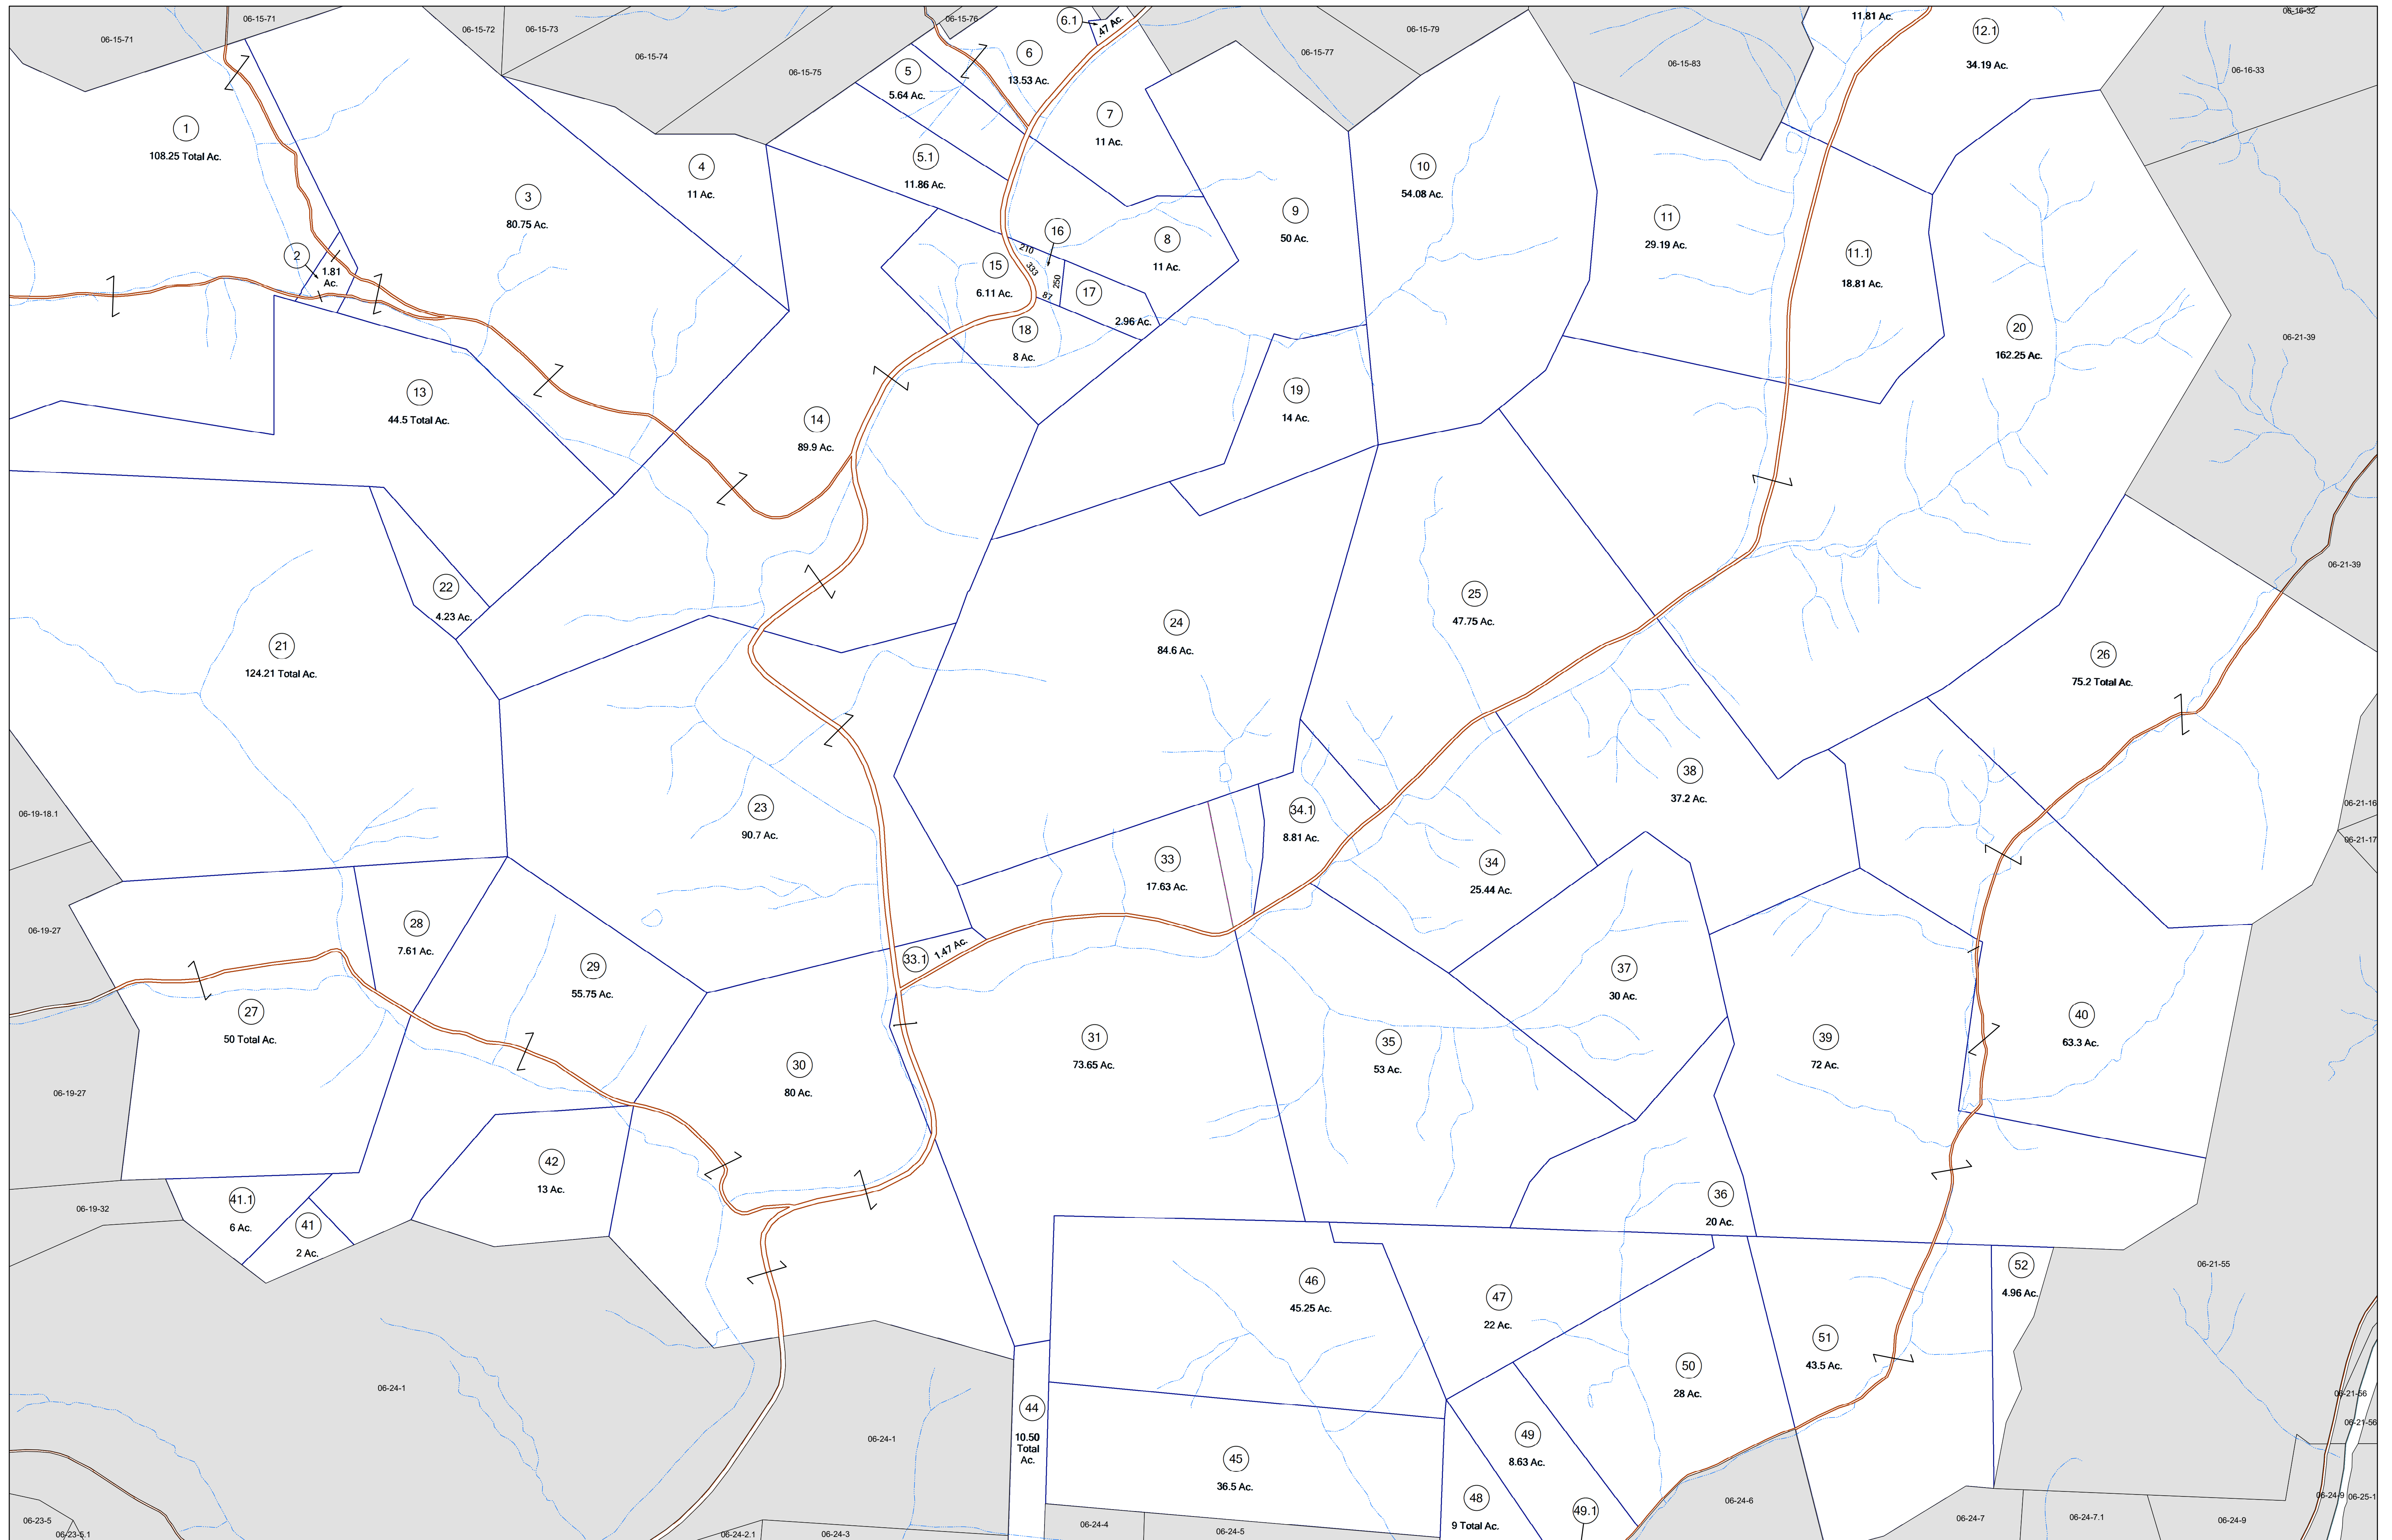 06-15-71
06-15-71
06-15-72
06-15-73
06-15-74
06-15-75
06-15-76
06-15-77
06-15-79
06-15-83
06-16-32
06-16-33
6.1
.47 Ac.
6
13.53 Ac.
11.81 Ac.
12.1
34.19 Ac.
1
108.25 Total Ac.
5
5.64 Ac.
7
11 Ac.
4
11 Ac.
5.1
11.86 Ac.
3
80.75 Ac.
9
50 Ac.
10
54.08 Ac.
11
29.19 Ac.
11.1
18.81 Ac.
2
1.81
Ac.
16
210
333
250
87
8
11 Ac.
15
6.11 Ac.
17
2.96 Ac.
18
8 Ac.
20
162.25 Ac.
06-21-39
13
44.5 Total Ac.
14
89.9 Ac.
19
14 Ac.
06-21-39
22
4.23 Ac.
21
124.21 Total Ac.
24
84.6 Ac.
25
47.75 Ac.
26
75.2 Total Ac.
38
37.2 Ac.
06-19-18.1
23
90.7 Ac.
34.1
8.81 Ac.
06-21-16
06-21-17
33
17.63 Ac.
34
25.44 Ac.
06-19-27
28
7.61 Ac.
29
55.75 Ac.
33.1
1.47 Ac.
37
30 Ac.
27
50 Total Ac.
06-19-27
30
80 Ac.
31
73.65 Ac.
35
53 Ac.
39
72 Ac.
40
63.3 Ac.
42
13 Ac.
41.1
6 Ac.
41
2 Ac.
06-19-32
36
20 Ac.
46
45.25 Ac.
47
22 Ac.
52
4.96 Ac.
06-21-55
51
43.5 Ac.
50
28 Ac.
06-24-1
06-24-1
44
10.50
Total
Ac.
45
36.5 Ac.
49
8.63 Ac.
48
9 Total Ac.
49.1
06-21-56
06-21-56
06-24-6
06-24-9
06-25-1
06-23-5
06-23-5.1
06-24-2.1
06-24-3
06-24-4
06-24-5
06-24-7
06-24-7.1
06-24-9